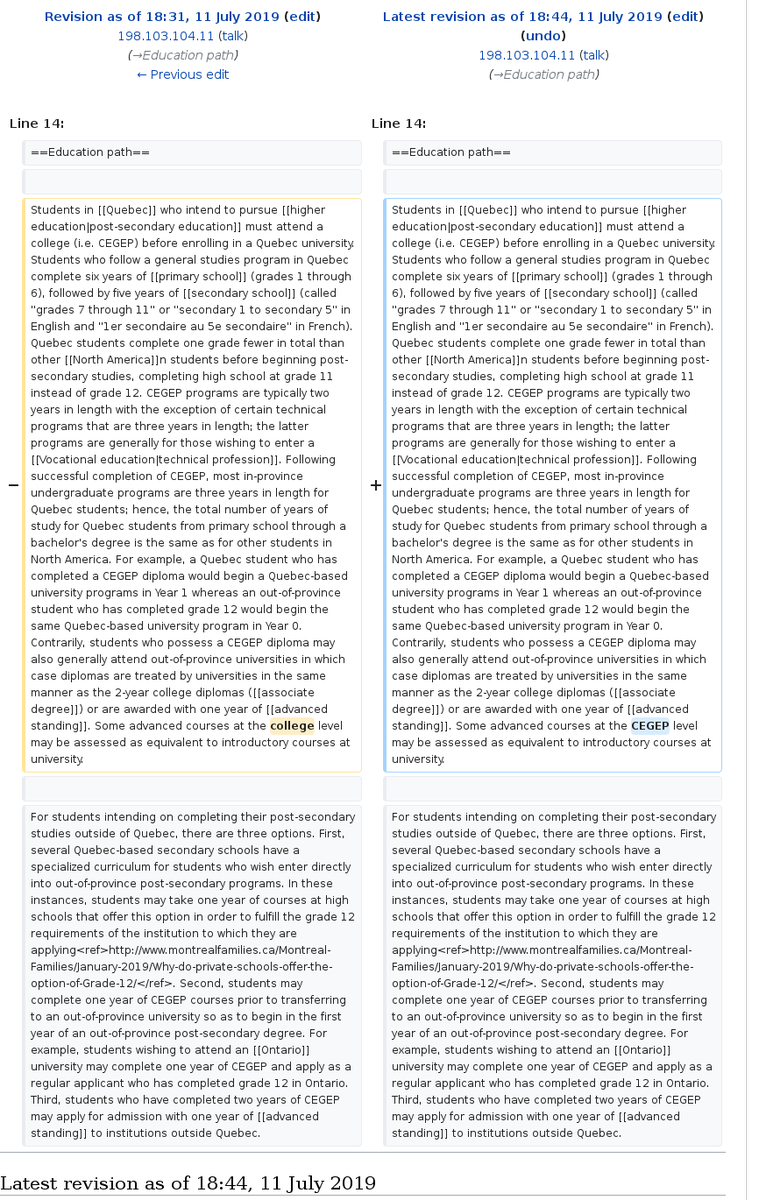 Revision as of 18:31, 11 July 2019 (edit)
198.103.104.11 (talk)
(→Education path)
← Previous edit
Latest revision as of 18:44, 11 July 2019 (edit)
(undo)
198.103.104.11 (talk)
(→Education path)
Line 14:
Line 14:
==Education path==
==Education path==
−
Students in [[Quebec]] who intend to pursue [[higher
education|post-secondary education]] must attend a
college (i.e. CEGEP) before enrolling in a Quebec university.
Students who follow a general studies program in Quebec
complete six years of [[primary school]] (grades 1 through
6), followed by five years of [[secondary school]] (called
"grades 7 through 11" or "secondary 1 to secondary 5" in
English and "1er secondaire au 5e secondaire" in French).
Quebec students complete one grade fewer in total than
other [[North America]]n students before beginning post-
secondary studies, completing high school at grade 11
instead of grade 12. CEGEP programs are typically two
years in length with the exception of certain technical
programs that are three years in length; the latter
programs are generally for those wishing to enter a
[[Vocational education|technical profession]]. Following
successful completion of CEGEP, most in-province
undergraduate programs are three years in length for
Quebec students; hence, the total number of years of
study for Quebec students from primary school through a
bachelor's degree is the same as for other students in
North America. For example, a Quebec student who has
completed a CEGEP diploma would begin a Quebec-based
university programs in Year 1 whereas an out-of-province
student who has completed grade 12 would begin the
same Quebec-based university program in Year 0.
Contrarily, students who possess a CEGEP diploma may
also generally attend out-of-province universities in which
case diplomas are treated by universities in the same
manner as the 2-year college diplomas ([[associate
degree]]) or are awarded with one year of [[advanced
standing]]. Some advanced courses at the college level
may be assessed as equivalent to introductory courses at
university.
+
Students in [[Quebec]] who intend to pursue [[higher
education|post-secondary education]] must attend a
college (i.e. CEGEP) before enrolling in a Quebec university.
Students who follow a general studies program in Quebec
complete six years of [[primary school]] (grades 1 through
6), followed by five years of [[secondary school]] (called
"grades 7 through 11" or "secondary 1 to secondary 5" in
English and "1er secondaire au 5e secondaire" in French).
Quebec students complete one grade fewer in total than
other [[North America]]n students before beginning post-
secondary studies, completing high school at grade 11
instead of grade 12. CEGEP programs are typically two
years in length with the exception of certain technical
programs that are three years in length; the latter
programs are generally for those wishing to enter a
[[Vocational education|technical profession]]. Following
successful completion of CEGEP, most in-province
undergraduate programs are three years in length for
Quebec students; hence, the total number of years of
study for Quebec students from primary school through a
bachelor's degree is the same as for other students in
North America. For example, a Quebec student who has
completed a CEGEP diploma would begin a Quebec-based
university programs in Year 1 whereas an out-of-province
student who has completed grade 12 would begin the
same Quebec-based university program in Year 0.
Contrarily, students who possess a CEGEP diploma may
also generally attend out-of-province universities in which
case diplomas are treated by universities in the same
manner as the 2-year college diplomas ([[associate
degree]]) or are awarded with one year of [[advanced
standing]]. Some advanced courses at the CEGEP level
may be assessed as equivalent to introductory courses at
university.
For students intending on completing their post-secondary
studies outside of Quebec, there are three options. First,
several Quebec-based secondary schools have a
specialized curriculum for students who wish enter directly
into out-of-province post-secondary programs. In these
instances, students may take one year of courses at high
schools that offer this option in order to fulfill the grade 12
requirements of the institution to which they are
applying<ref>http://www.montrealfamilies.ca/Montreal-
Families/January-2019/Why-do-private-schools-offer-the-
option-of-Grade-12/</ref>. Second, students may
complete one year of CEGEP courses prior to transferring
to an out-of-province university so as to begin in the first
year of an out-of-province post-secondary degree. For
example, students wishing to attend an [[Ontario]]
university may complete one year of CEGEP and apply as a
regular applicant who has completed grade 12 in Ontario.
Third, students who have completed two years of CEGEP
may apply for admission with one year of [[advanced
standing]] to institutions outside Quebec.
For students intending on completing their post-secondary
studies outside of Quebec, there are three options. First,
several Quebec-based secondary schools have a
specialized curriculum for students who wish enter directly
into out-of-province post-secondary programs. In these
instances, students may take one year of courses at high
schools that offer this option in order to fulfill the grade 12
requirements of the institution to which they are
applying<ref>http://www.montrealfamilies.ca/Montreal-
Families/January-2019/Why-do-private-schools-offer-the-
option-of-Grade-12/</ref>. Second, students may
complete one year of CEGEP courses prior to transferring
to an out-of-province university so as to begin in the first
year of an out-of-province post-secondary degree. For
example, students wishing to attend an [[Ontario]]
university may complete one year of CEGEP and apply as a
regular applicant who has completed grade 12 in Ontario.
Third, students who have completed two years of CEGEP
may apply for admission with one year of [[advanced
standing]] to institutions outside Quebec.
Latest revision as of 18:44, 11 July 2019